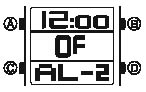 Ⓐ 12:00 Ⓑ
OF
Ⓒ AL-2 Ⓓ